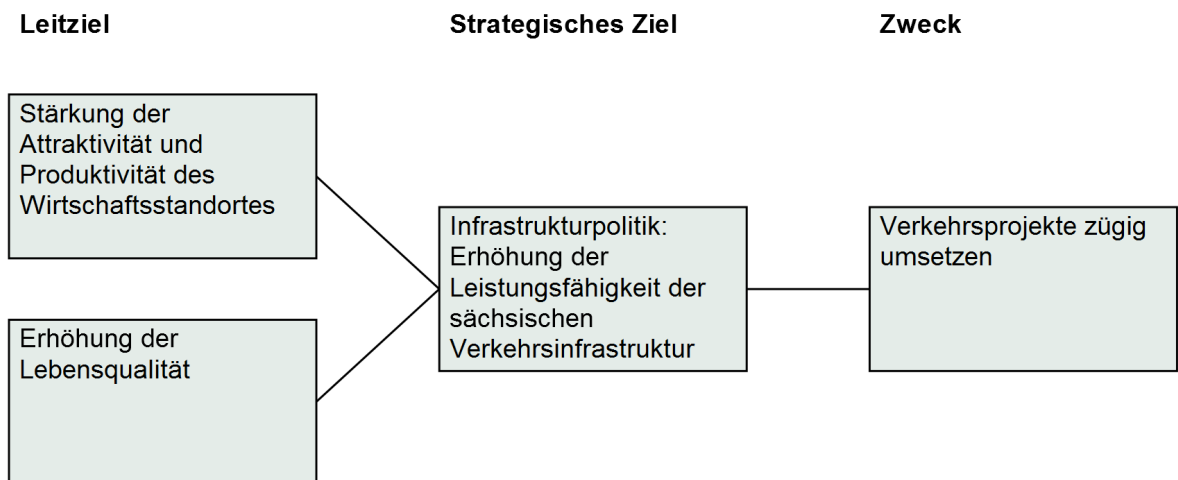 Leitziel
Strategisches Ziel
Zweck
Stärkung der
Attraktivität und
Produktivität des
Wirtschaftsstandortes
Erhöhung der
Lebensqualität
Infrastrukturpolitik:
Erhöhung der
Leistungsfähigkeit der
sächsischen
Verkehrsinfrastruktur
Verkehrsprojekte zügig
umsetzen